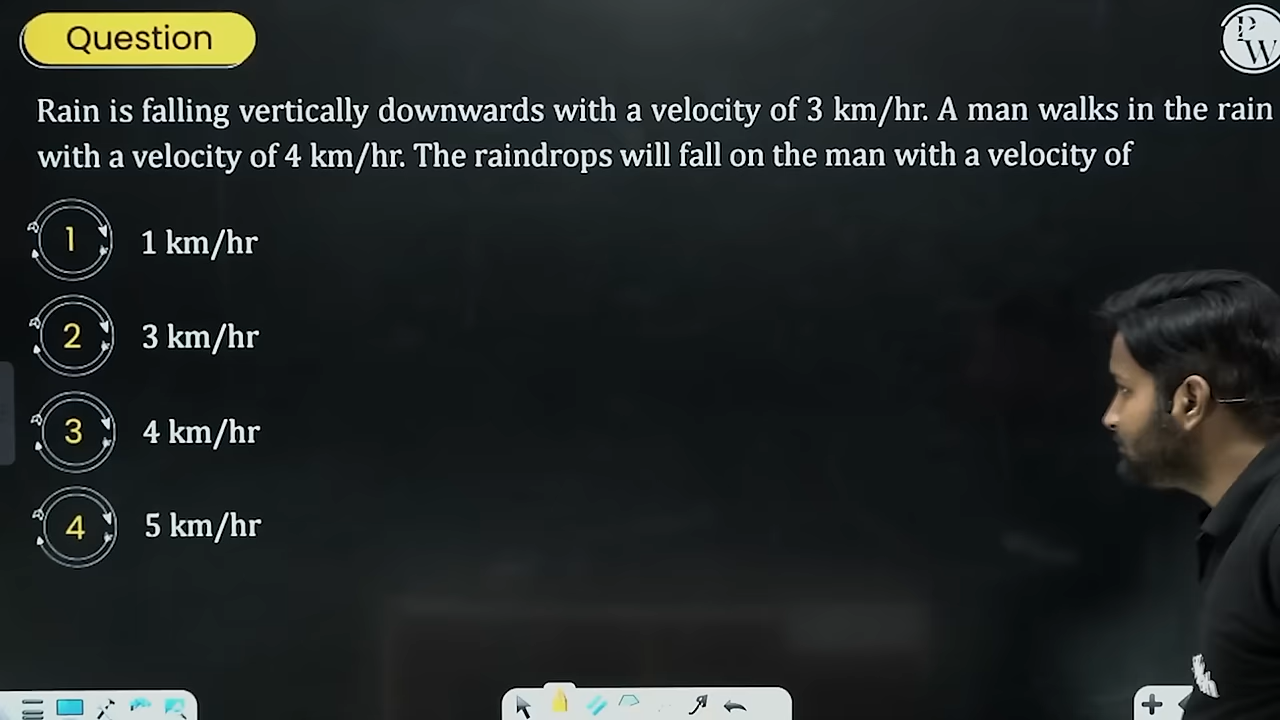 Question
P
W
Rain is falling vertically downwards with a velocity of 3 km/hr. A man walks in the rain
with a velocity of 4 km/hr. The raindrops will fall on the man with a velocity of
1 1 km/hr
2 3 km/hr
3 4 km/hr
4 5 km/hr